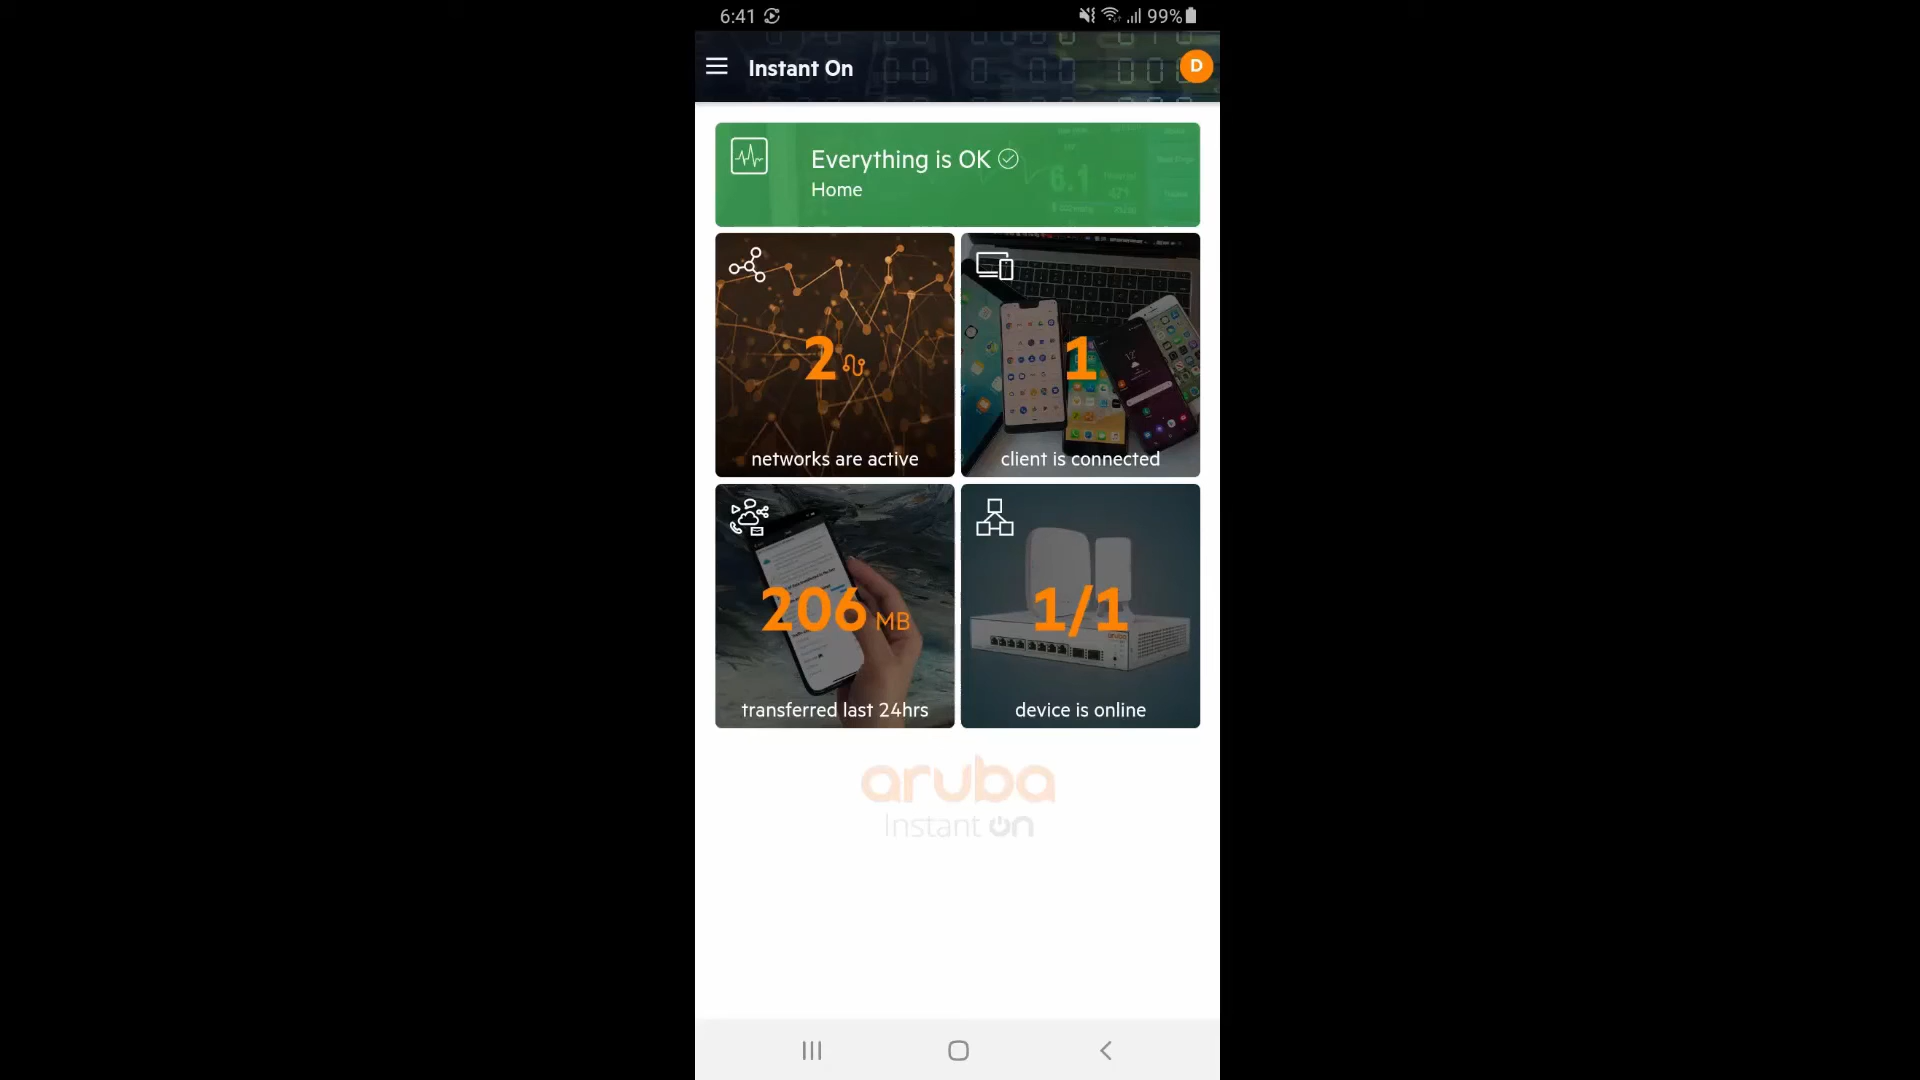 6:41
99%
Instant On
D
Everything is OK
Home
2
networks are active
1
client is connected
206 MB
transferred last 24hrs
1/1
device is online
aruba
Instant On